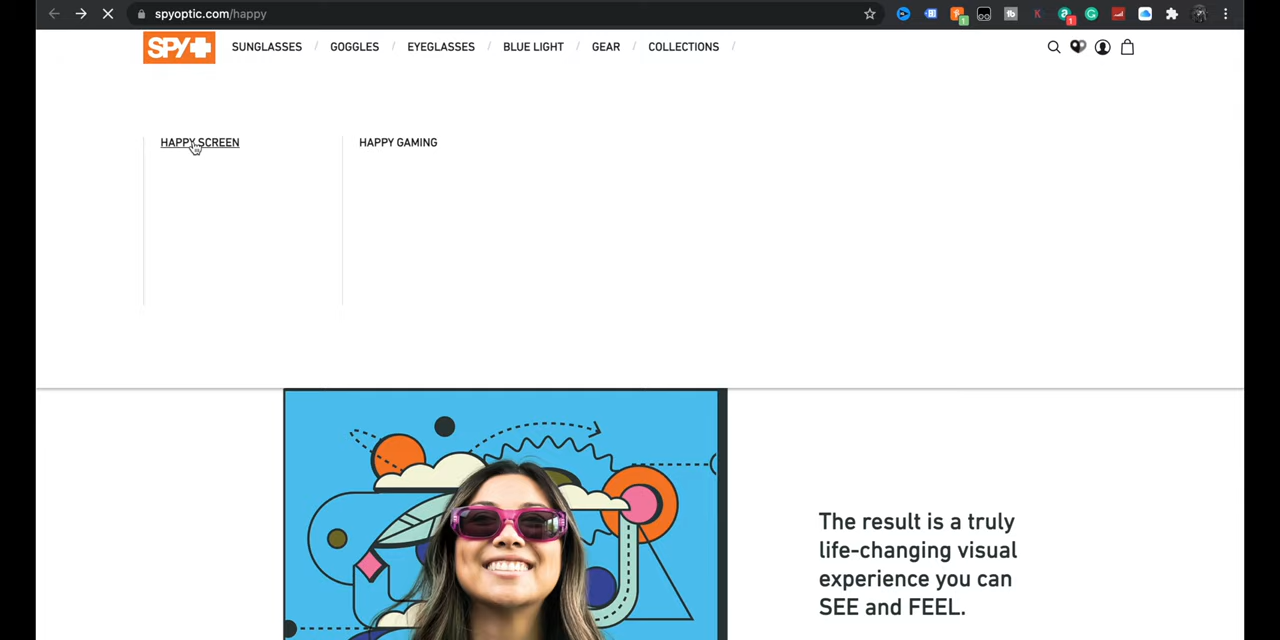 spyoptic.com/happy
SPY+
SUNGLASSES / GOGGLES / EYEGLASSES / BLUE LIGHT / GEAR / COLLECTIONS /
HAPPY SCREEN
HAPPY GAMING
The result is a truly
life-changing visual
experience you can
SEE and FEEL.